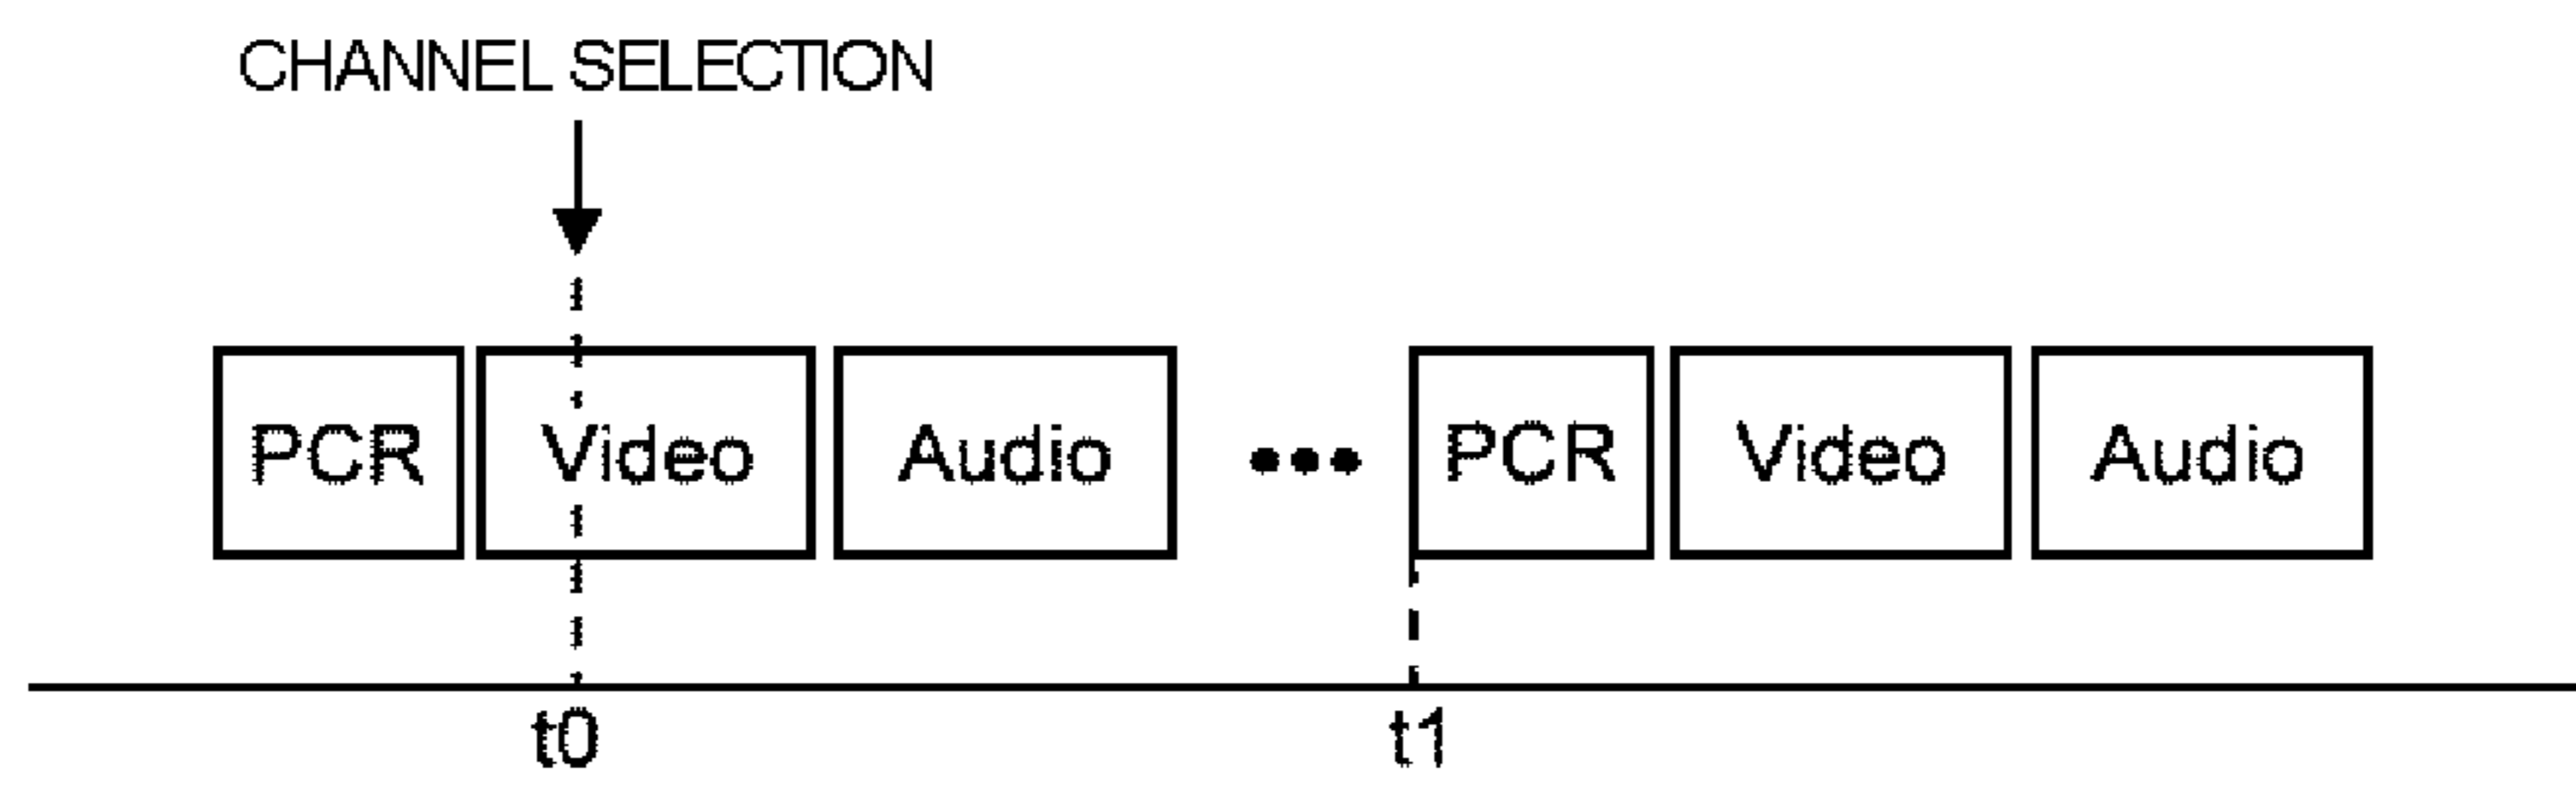 CHANNEL SELECTION
PCR Video Audio ••• PCR Video Audio
t0 t1